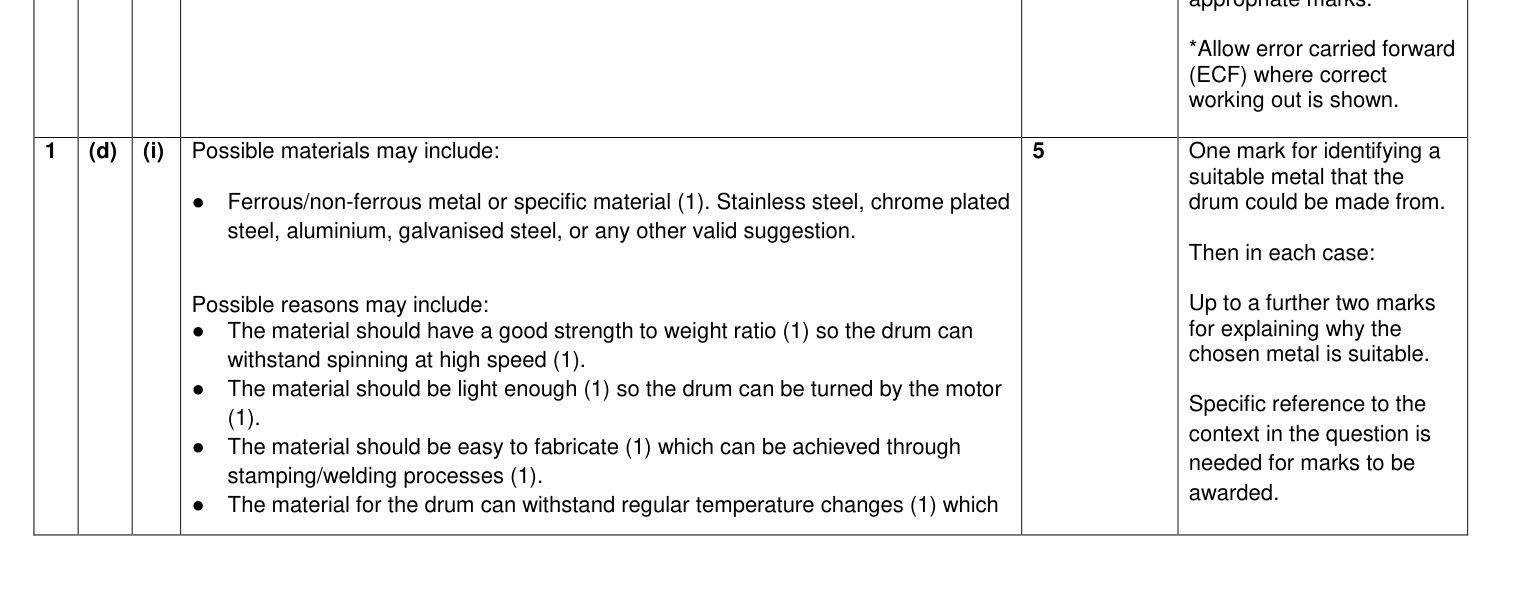 appropriate marks.
*Allow error carried forward
(ECF) where correct
working out is shown.
1 (d) (i) Possible materials may include:
● Ferrous/non-ferrous metal or specific material (1). Stainless steel, chrome plated
steel, aluminium, galvanised steel, or any other valid suggestion.
Possible reasons may include:
● The material should have a good strength to weight ratio (1) so the drum can
withstand spinning at high speed (1).
● The material should be light enough (1) so the drum can be turned by the motor
(1).
● The material should be easy to fabricate (1) which can be achieved through
stamping/welding processes (1).
● The material for the drum can withstand regular temperature changes (1) which
5
One mark for identifying a
suitable metal that the
drum could be made from.
Then in each case:
Up to a further two marks
for explaining why the
chosen metal is suitable.
Specific reference to the
context in the question is
needed for marks to be
awarded.